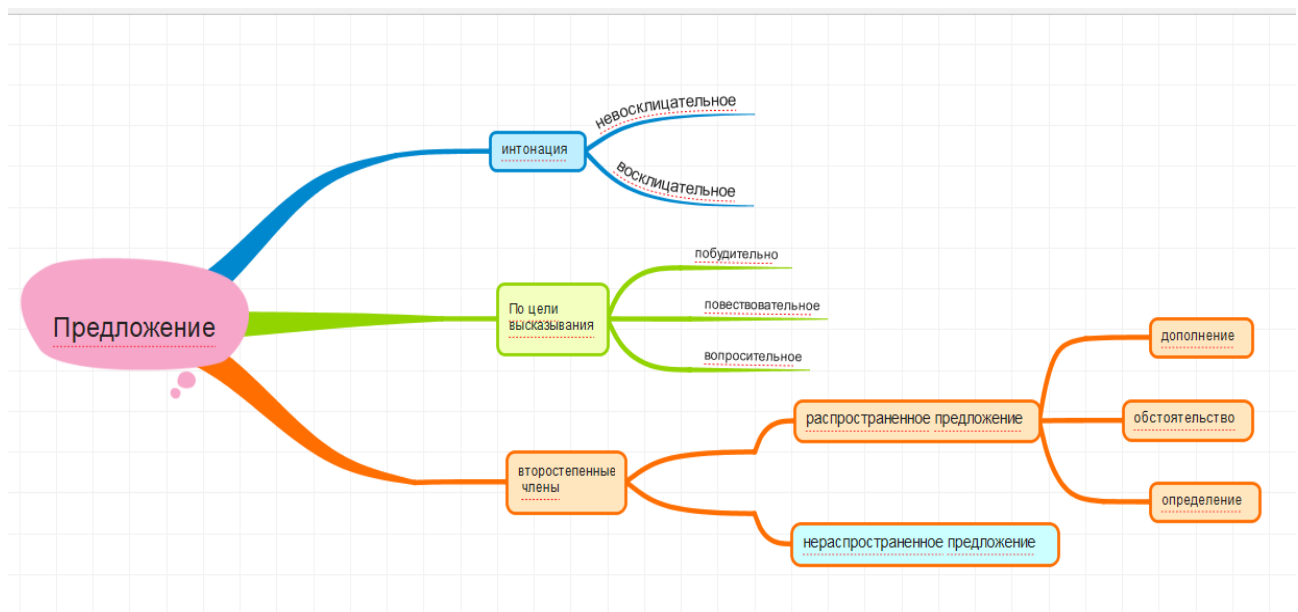 невосклицательное
интонация
восклицательное
побудительно
По цели
высказывания
повествовательное
вопросительное
Предложение
дополнение
распространенное предложение
обстоятельство
второстепенные
члены
определение
нераспространенное предложение